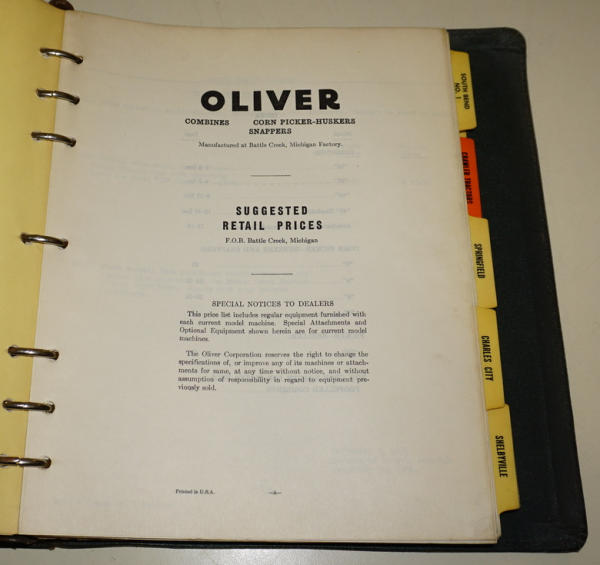 OLIVER
COMBINES CORN PICKER-HUSKERS
SNAPPERS
Manufactured at Battle Creek, Michigan Factory.
SUGGESTED
RETAIL PRICES
F.O.B. Battle Creek, Michigan
SPECIAL NOTICES TO DEALERS
This price list includes regular equipment furnished with
each current model machine. Special Attachments and
Optional Equipment shown herein are for current model
machines.
The Oliver Corporation reserves the right to change the
specifications of, or improve any of its machines or attach-
ments for same, at any time without notice, and without
assumption of responsibility in regard to equipment pre-
viously sold.
Printed in U.S.A.
SOUTH BEND
NO. 1
CRAWLER-TRACTORS
SPRINGFIELD
CHARLES CITY
SHELBYVILLE